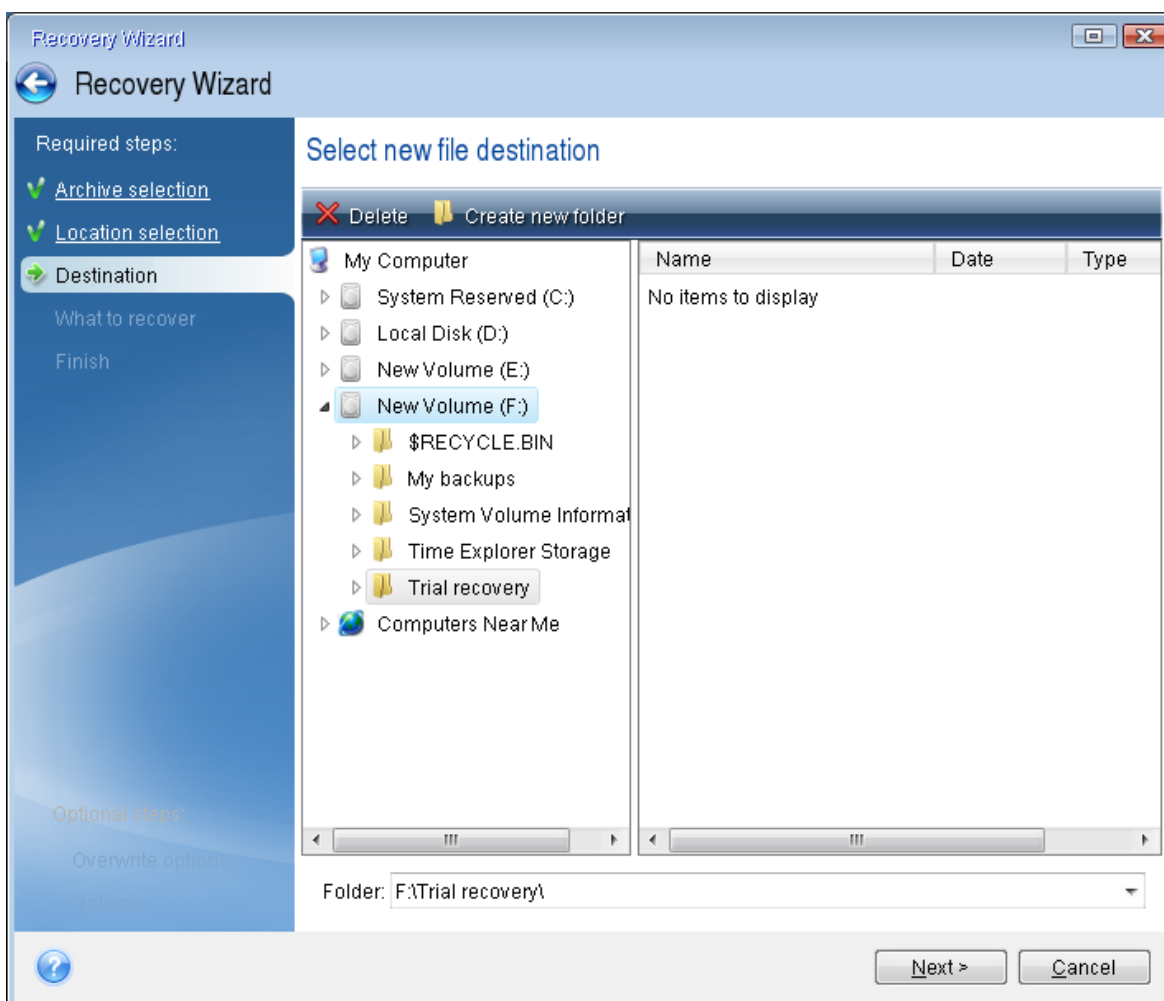 Recovery Wizard
Recovery Wizard
Required steps:
Archive selection
Location selection
Destination
What to recover
Finish
Optional steps:
Overwrite options
Options
Select new file destination
Delete Create new folder
My Computer
System Reserved (C:)
Local Disk (D:)
New Volume (E:)
New Volume (F:)
$RECYCLE.BIN
My backups
System Volume Informat
Time Explorer Storage
Trial recovery
Computers Near Me
Name Date Type
No items to display
Folder: F:\Trial recovery\
Next > Cancel